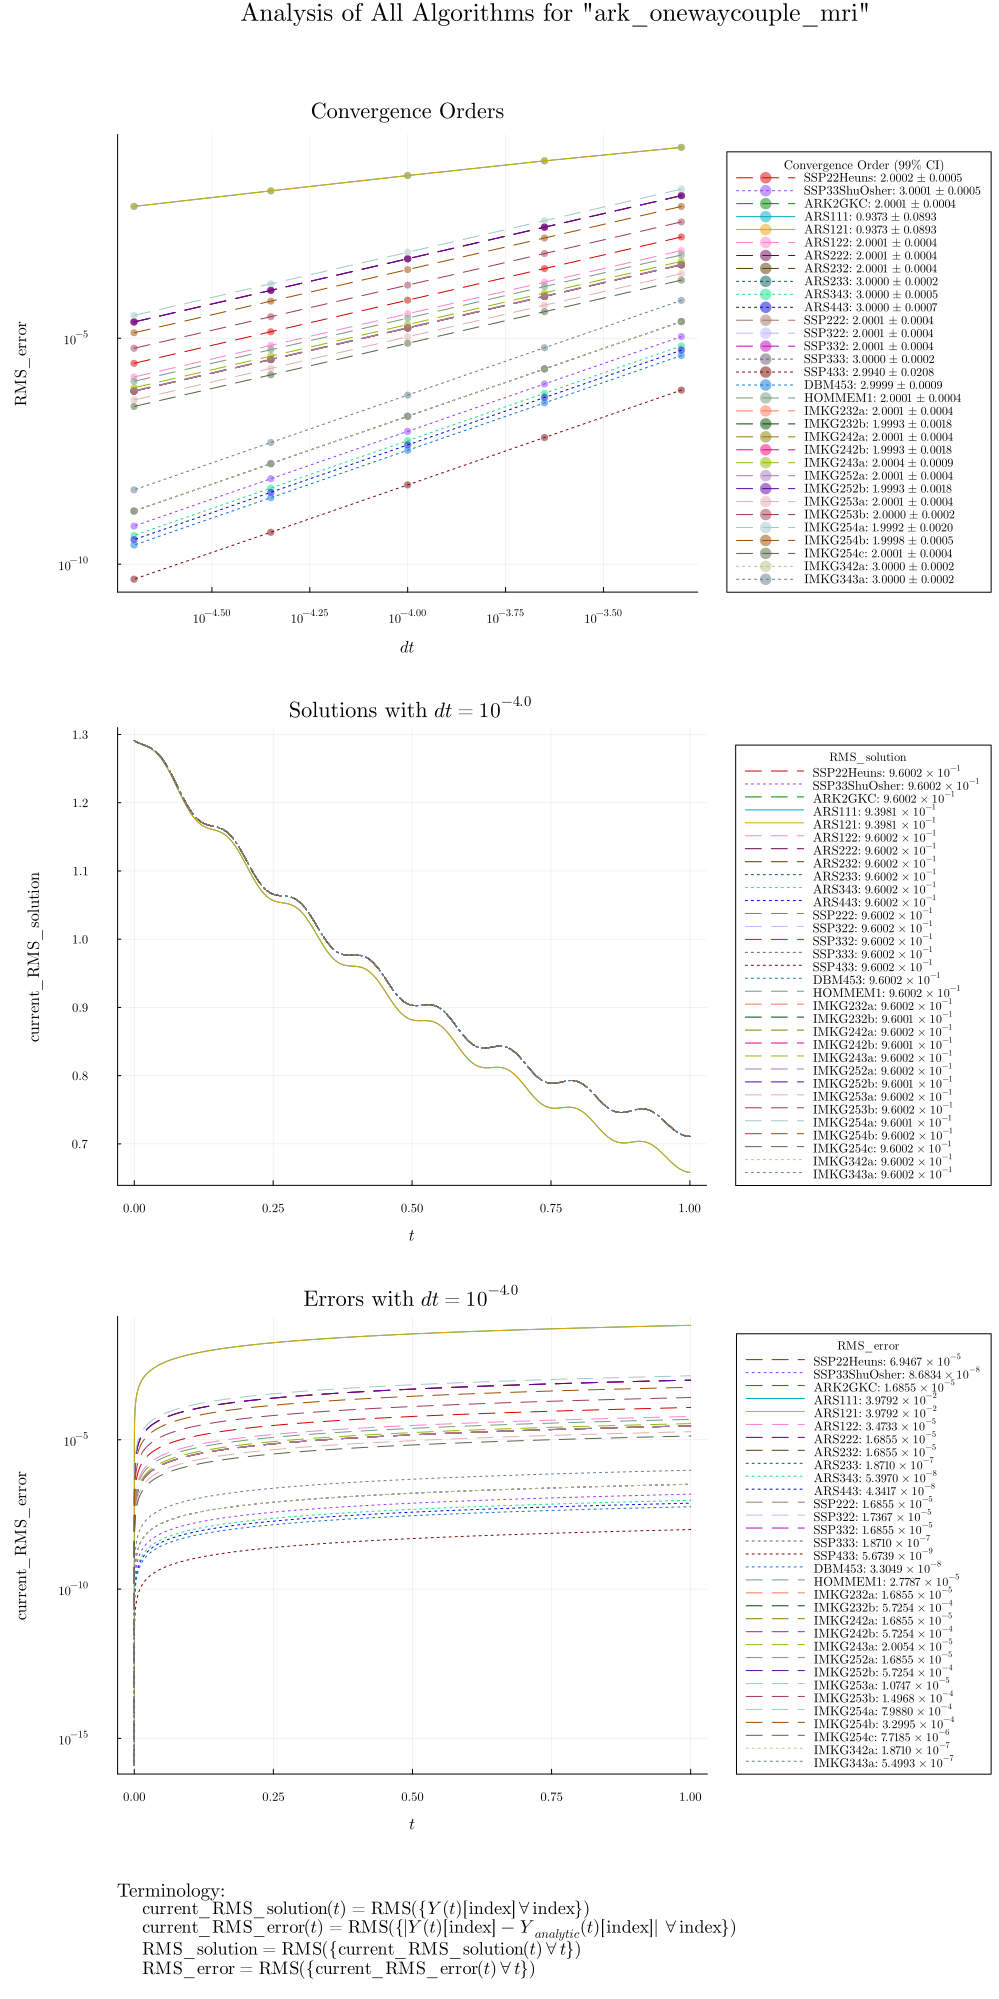 Analysis of All Algorithms for "ark_onewaycouple_mri"
Convergence Orders
RMS_error
10^-5
10^-10
10^-4.50
10^-4.25
10^-4.00
10^-3.75
10^-3.50
dt
Convergence Order (99% CI)
SSP22Heuns: 2.0002 ± 0.0005
SSP33ShuOsher: 3.0001 ± 0.0005
ARK2GKC: 2.0001 ± 0.0004
ARS111: 0.9373 ± 0.0893
ARS121: 0.9373 ± 0.0893
ARS122: 2.0001 ± 0.0004
ARS222: 2.0001 ± 0.0004
ARS232: 2.0001 ± 0.0004
ARS233: 3.0000 ± 0.0002
ARS343: 3.0000 ± 0.0005
ARS443: 3.0000 ± 0.0007
SSP222: 2.0001 ± 0.0004
SSP322: 2.0001 ± 0.0004
SSP332: 2.0001 ± 0.0004
SSP333: 3.0000 ± 0.0002
SSP433: 2.9940 ± 0.0208
DBM453: 2.9999 ± 0.0009
HOMMEM1: 2.0001 ± 0.0004
IMKG232a: 2.0001 ± 0.0004
IMKG232b: 1.9993 ± 0.0018
IMKG242a: 2.0001 ± 0.0004
IMKG242b: 1.9993 ± 0.0018
IMKG243a: 2.0004 ± 0.0009
IMKG252a: 2.0001 ± 0.0004
IMKG252b: 1.9993 ± 0.0018
IMKG253a: 2.0001 ± 0.0004
IMKG253b: 2.0000 ± 0.0002
IMKG254a: 1.9992 ± 0.0020
IMKG254b: 1.9998 ± 0.0005
IMKG254c: 2.0001 ± 0.0004
IMKG342a: 3.0000 ± 0.0002
IMKG343a: 3.0000 ± 0.0002
Solutions with dt = 10^-4.0
current_RMS_solution
1.3
1.2
1.1
1.0
0.9
0.8
0.7
0.00
0.25
0.50
0.75
1.00
t
RMS_solution
SSP22Heuns: 9.6002 × 10^-1
SSP33ShuOsher: 9.6002 × 10^-1
ARK2GKC: 9.6002 × 10^-1
ARS111: 9.3981 × 10^-1
ARS121: 9.3981 × 10^-1
ARS122: 9.6002 × 10^-1
ARS222: 9.6002 × 10^-1
ARS232: 9.6002 × 10^-1
ARS233: 9.6002 × 10^-1
ARS343: 9.6002 × 10^-1
ARS443: 9.6002 × 10^-1
SSP222: 9.6002 × 10^-1
SSP322: 9.6002 × 10^-1
SSP332: 9.6002 × 10^-1
SSP333: 9.6002 × 10^-1
SSP433: 9.6002 × 10^-1
DBM453: 9.6002 × 10^-1
HOMMEM1: 9.6002 × 10^-1
IMKG232a: 9.6002 × 10^-1
IMKG232b: 9.6001 × 10^-1
IMKG242a: 9.6002 × 10^-1
IMKG242b: 9.6001 × 10^-1
IMKG243a: 9.6002 × 10^-1
IMKG252a: 9.6002 × 10^-1
IMKG252b: 9.6001 × 10^-1
IMKG253a: 9.6002 × 10^-1
IMKG253b: 9.6002 × 10^-1
IMKG254a: 9.6001 × 10^-1
IMKG254b: 9.6002 × 10^-1
IMKG254c: 9.6002 × 10^-1
IMKG342a: 9.6002 × 10^-1
IMKG343a: 9.6002 × 10^-1
Errors with dt = 10^-4.0
current_RMS_error
10^-5
10^-10
10^-15
0.00
0.25
0.50
0.75
1.00
t
RMS_error
SSP22Heuns: 6.9467 × 10^-5
SSP33ShuOsher: 8.6834 × 10^-8
ARK2GKC: 1.6855 × 10^-5
ARS111: 3.9792 × 10^-2
ARS121: 3.9792 × 10^-2
ARS122: 3.4733 × 10^-5
ARS222: 1.6855 × 10^-5
ARS232: 1.6855 × 10^-5
ARS233: 1.8710 × 10^-7
ARS343: 5.3970 × 10^-8
ARS443: 4.3417 × 10^-8
SSP222: 1.6855 × 10^-5
SSP322: 1.7367 × 10^-5
SSP332: 1.6855 × 10^-5
SSP333: 1.8710 × 10^-7
SSP433: 5.6739 × 10^-9
DBM453: 3.3049 × 10^-8
HOMMEM1: 2.7787 × 10^-5
IMKG232a: 1.6855 × 10^-5
IMKG232b: 5.7254 × 10^-4
IMKG242a: 1.6855 × 10^-5
IMKG242b: 5.7254 × 10^-4
IMKG243a: 2.0054 × 10^-5
IMKG252a: 1.6855 × 10^-5
IMKG252b: 5.7254 × 10^-4
IMKG253a: 1.0747 × 10^-5
IMKG253b: 1.4968 × 10^-4
IMKG254a: 7.9880 × 10^-4
IMKG254b: 3.2995 × 10^-4
IMKG254c: 7.7185 × 10^-6
IMKG342a: 1.8710 × 10^-7
IMKG343a: 5.4993 × 10^-7
Terminology:
current_RMS_solution(t) = RMS({Y(t)[index] ∀ index})
current_RMS_error(t) = RMS({|Y(t)[index] − Y_analytic(t)[index]| ∀ index})
RMS_solution = RMS({current_RMS_solution(t) ∀ t})
RMS_error = RMS({current_RMS_error(t) ∀ t})